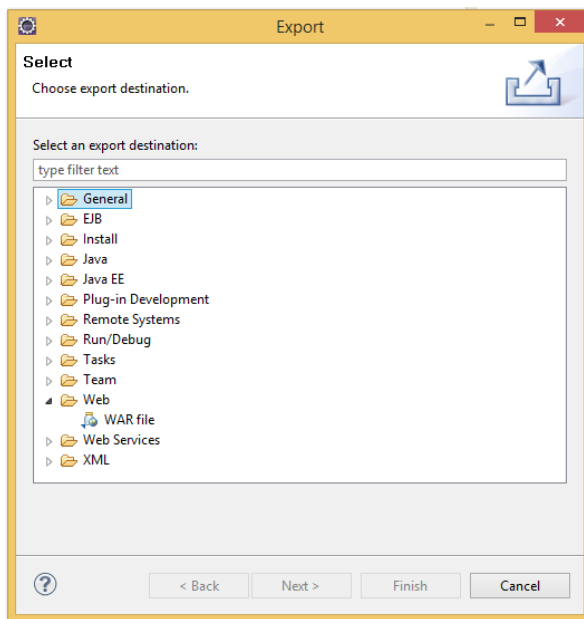 Export
Select
Choose export destination.
Select an export destination:
type filter text
General
EJB
Install
Java
Java EE
Plug-in Development
Remote Systems
Run/Debug
Tasks
Team
Web
WAR file
Web Services
XML
< Back Next > Finish Cancel